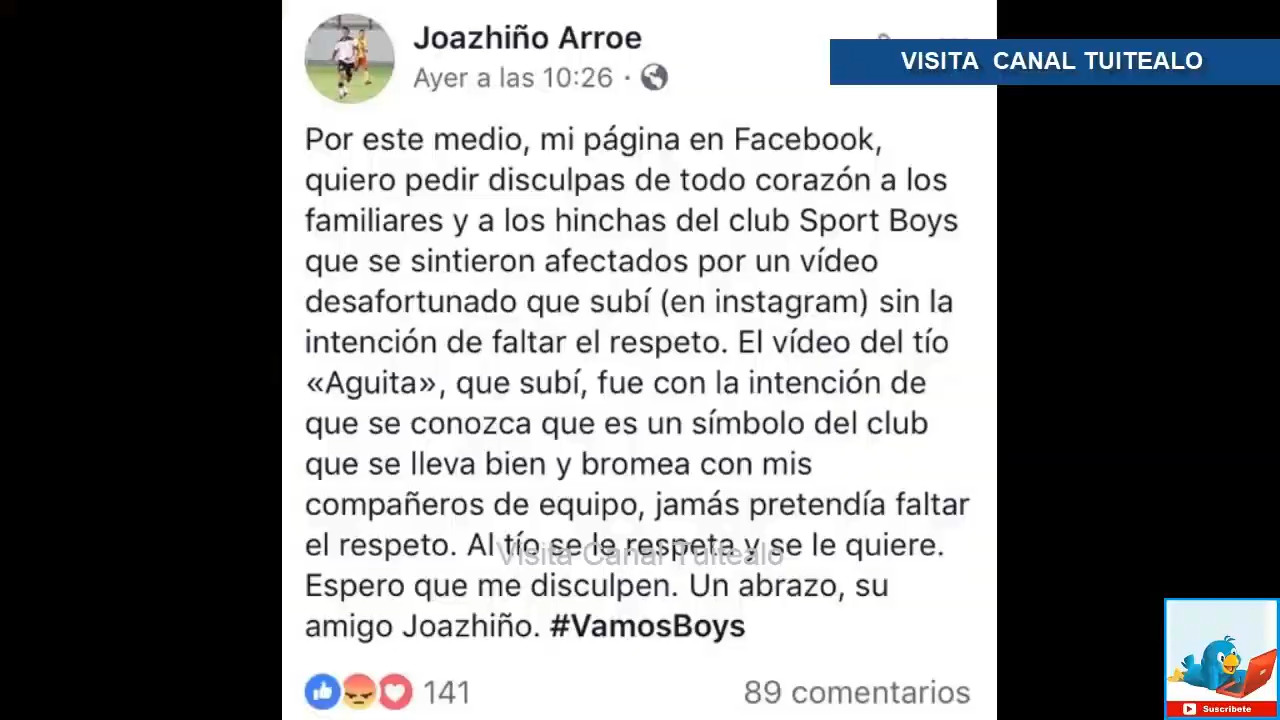 Joazhiño Arroe
Ayer a las 10:26 ·
VISITA CANAL TUITEALO
Por este medio, mi página en Facebook,
quiero pedir disculpas de todo corazón a los
familiares y a los hinchas del club Sport Boys
que se sintieron afectados por un vídeo
desafortunado que subí (en instagram) sin la
intención de faltar el respeto. El vídeo del tío
«Aguita», que subí, fue con la intención de
que se conozca que es un símbolo del club
que se lleva bien y bromea con mis
compañeros de equipo, jamás pretendía faltar
el respeto. Al tío se le respeta y se le quiere.
Visita Canal Tuitealo
Espero que me disculpen. Un abrazo, su
amigo Joazhiño. #VamosBoys
141
89 comentarios
Suscribete